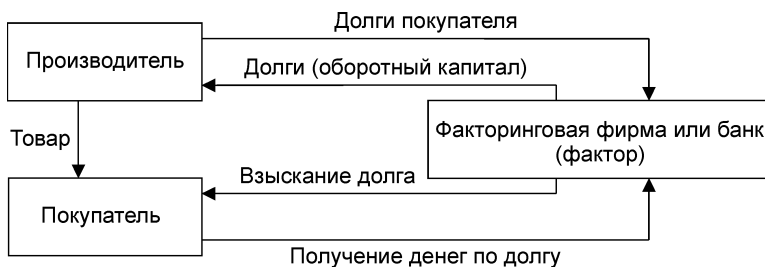 Долги покупателя
Производитель
Долги (оборотный капитал)
Товар
Факторинговая фирма или банк
(фактор)
Взыскание долга
Покупатель
Получение денег по долгу